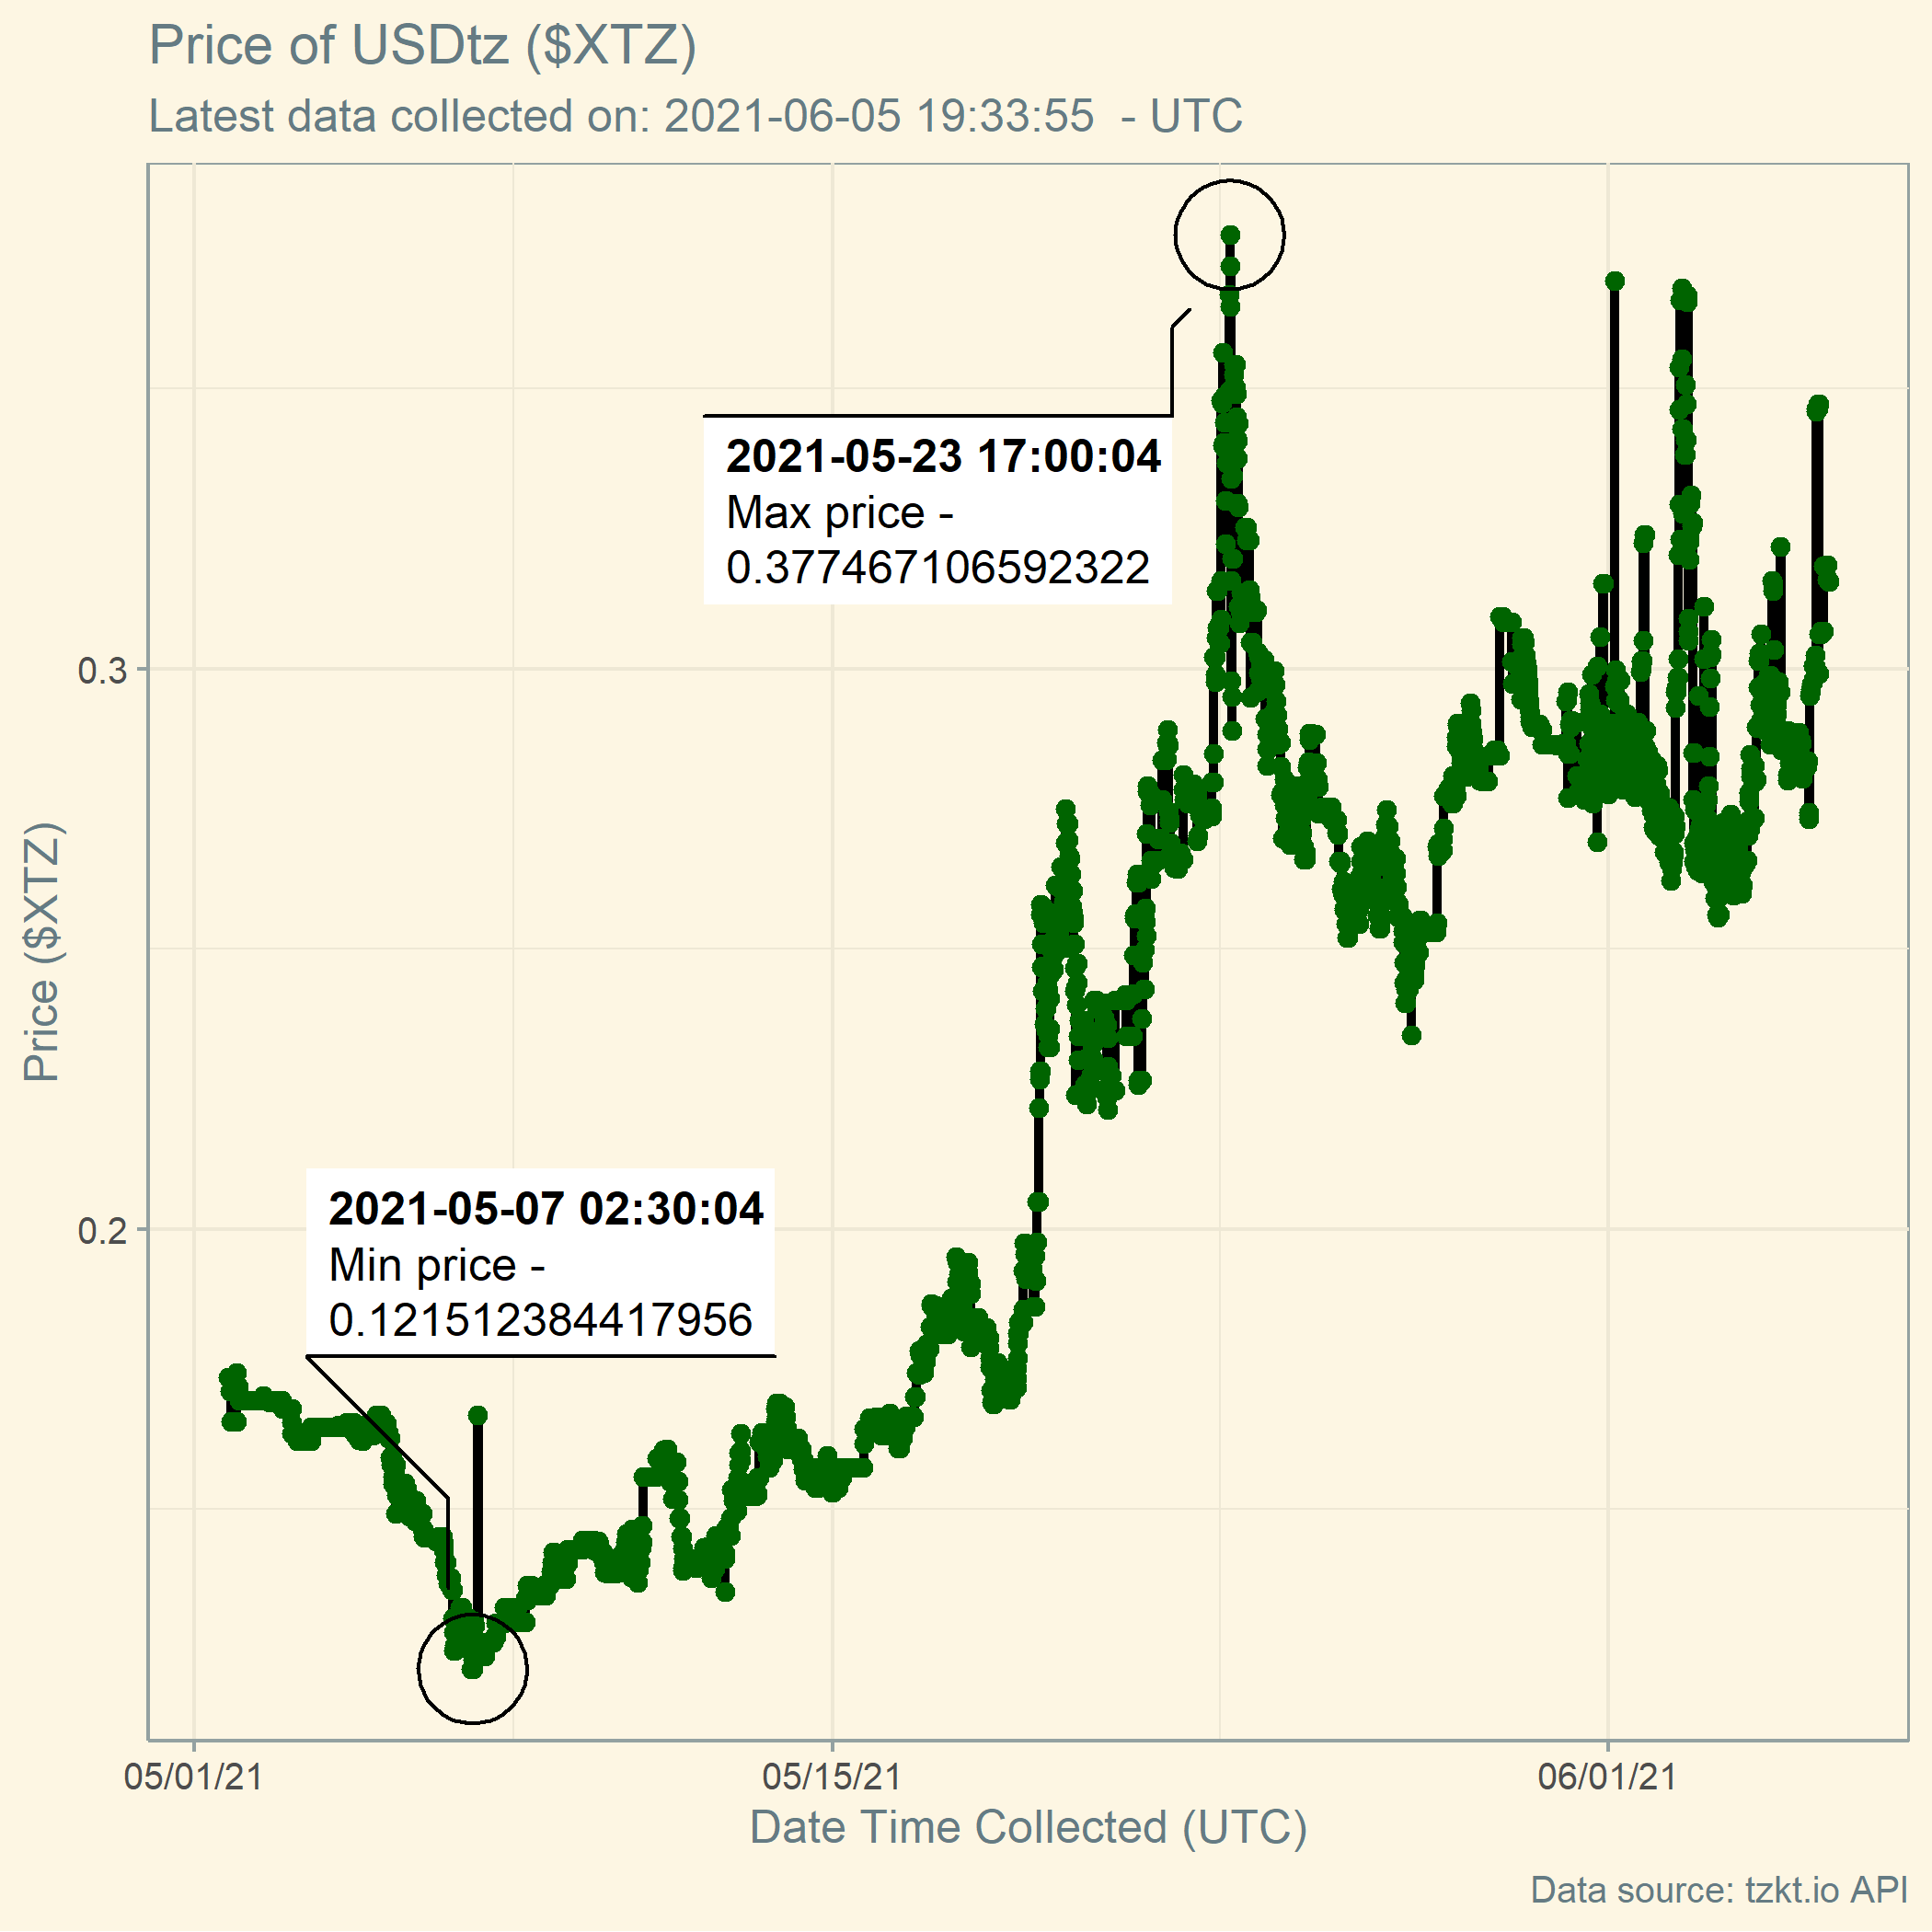 Price of USDtz ($XTZ)
Latest data collected on: 2021-06-05 19:33:55  - UTC
2021-05-23 17:00:04
Max price -
0.377467106592322
0.3
Price ($XTZ)
2021-05-07 02:30:04
Min price -
0.121512384417956
0.2
05/01/21
05/15/21
06/01/21
Date Time Collected (UTC)
Data source: tzkt.io API